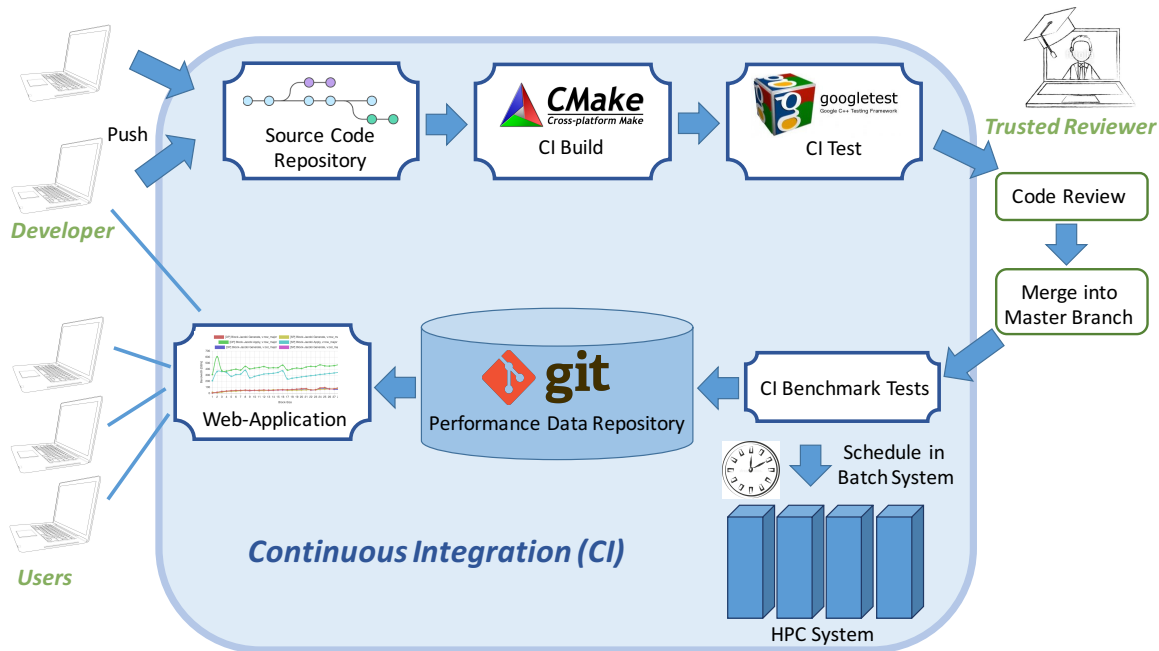 Push
Source Code
Repository
CMake
Cross-platform Make
CI Build
googletest
Google C++ Testing Framework
CI Test
Trusted Reviewer
Developer
Code Review
Merge into
Master Branch
Web-Application
git
Performance Data Repository
CI Benchmark Tests
Schedule in
Batch System
Continuous Integration (CI)
Users
HPC System